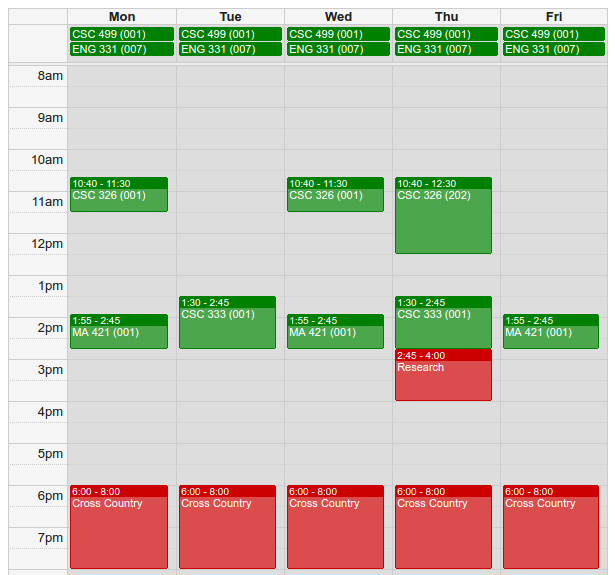 Mon Tue Wed Thu Fri
CSC 499 (001) CSC 499 (001) CSC 499 (001) CSC 499 (001) CSC 499 (001)
ENG 331 (007) ENG 331 (007) ENG 331 (007) ENG 331 (007) ENG 331 (007)
8am
9am
10am
10:40 - 11:30 10:40 - 11:30 10:40 - 12:30
CSC 326 (001) CSC 326 (001) CSC 326 (202)
11am
12pm
1pm
1:30 - 2:45 1:30 - 2:45
CSC 333 (001) CSC 333 (001)
1:55 - 2:45 1:55 - 2:45 1:55 - 2:45
2pm
MA 421 (001) MA 421 (001) MA 421 (001)
2:45 - 4:00
3pm
Research
4pm
5pm
6pm
6:00 - 8:00 6:00 - 8:00 6:00 - 8:00 6:00 - 8:00 6:00 - 8:00
Cross Country Cross Country Cross Country Cross Country Cross Country
7pm